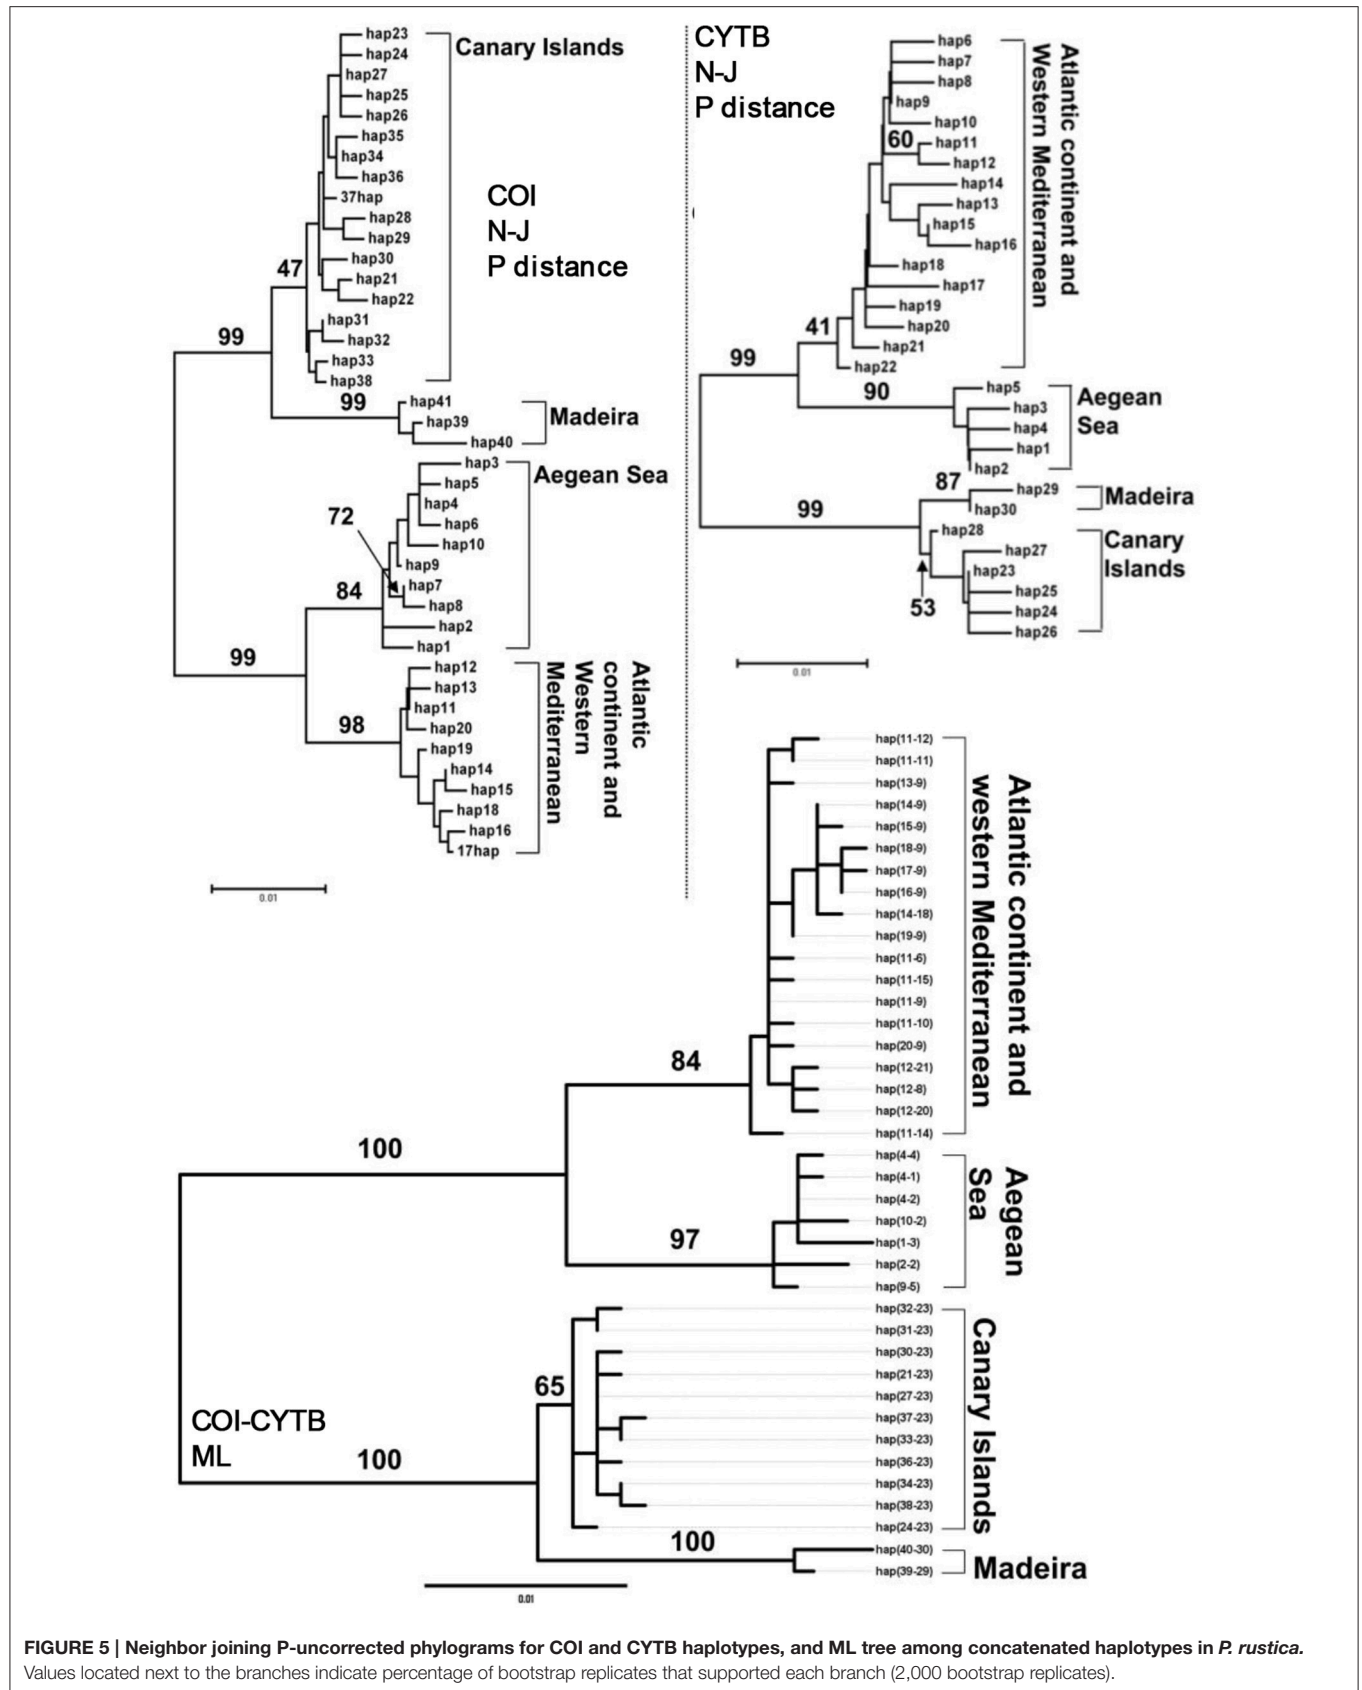 hap23
hap24
hap27
hap25
hap26
hap35
hap34
hap36
37hap
hap28
hap29
hap30
hap21
hap22
hap31
hap32
hap33
hap38
Canary Islands
COI
N-J
P distance
47
99
99
hap41
hap39
hap40
Madeira
hap3
hap5
hap4
hap6
hap10
hap9
hap7
hap8
hap2
hap1
Aegean Sea
72
84
99
98
hap12
hap13
hap11
hap20
hap19
hap14
hap15
hap18
hap16
17hap
Atlantic
continent and
Western
Mediterranean
0.01
CYTB
N-J
P distance
hap6
hap7
hap8
hap9
hap10
60
hap11
hap12
hap14
hap13
hap15
hap16
hap18
hap17
hap19
hap20
hap21
hap22
Atlantic continent and
Western Mediterranean
41
99
90
hap5
hap3
hap4
hap1
hap2
Aegean
Sea
87
hap29
hap30
Madeira
99
hap28
hap27
hap23
hap25
hap24
hap26
Canary
Islands
53
0.01
hap(11-12)
hap(11-11)
hap(13-9)
hap(14-9)
hap(15-9)
hap(18-9)
hap(17-9)
hap(16-9)
hap(14-18)
hap(19-9)
hap(11-6)
hap(11-15)
hap(11-9)
hap(11-10)
hap(20-9)
hap(12-21)
hap(12-8)
hap(12-20)
hap(11-14)
Atlantic continent and
western Mediterranean
84
100
hap(4-4)
hap(4-1)
hap(4-2)
hap(10-2)
hap(1-3)
hap(2-2)
hap(9-5)
Aegean
Sea
97
hap(32-23)
hap(31-23)
hap(30-23)
hap(21-23)
hap(27-23)
hap(37-23)
hap(33-23)
hap(36-23)
hap(34-23)
hap(38-23)
hap(24-23)
Canary Islands
65
COI-CYTB
ML
100
100
hap(40-30)
hap(39-29)
Madeira
0.01
FIGURE 5 | Neighbor joining P-uncorrected phylograms for COI and CYTB haplotypes, and ML tree among concatenated haplotypes in P. rustica.
Values located next to the branches indicate percentage of bootstrap replicates that supported each branch (2,000 bootstrap replicates).